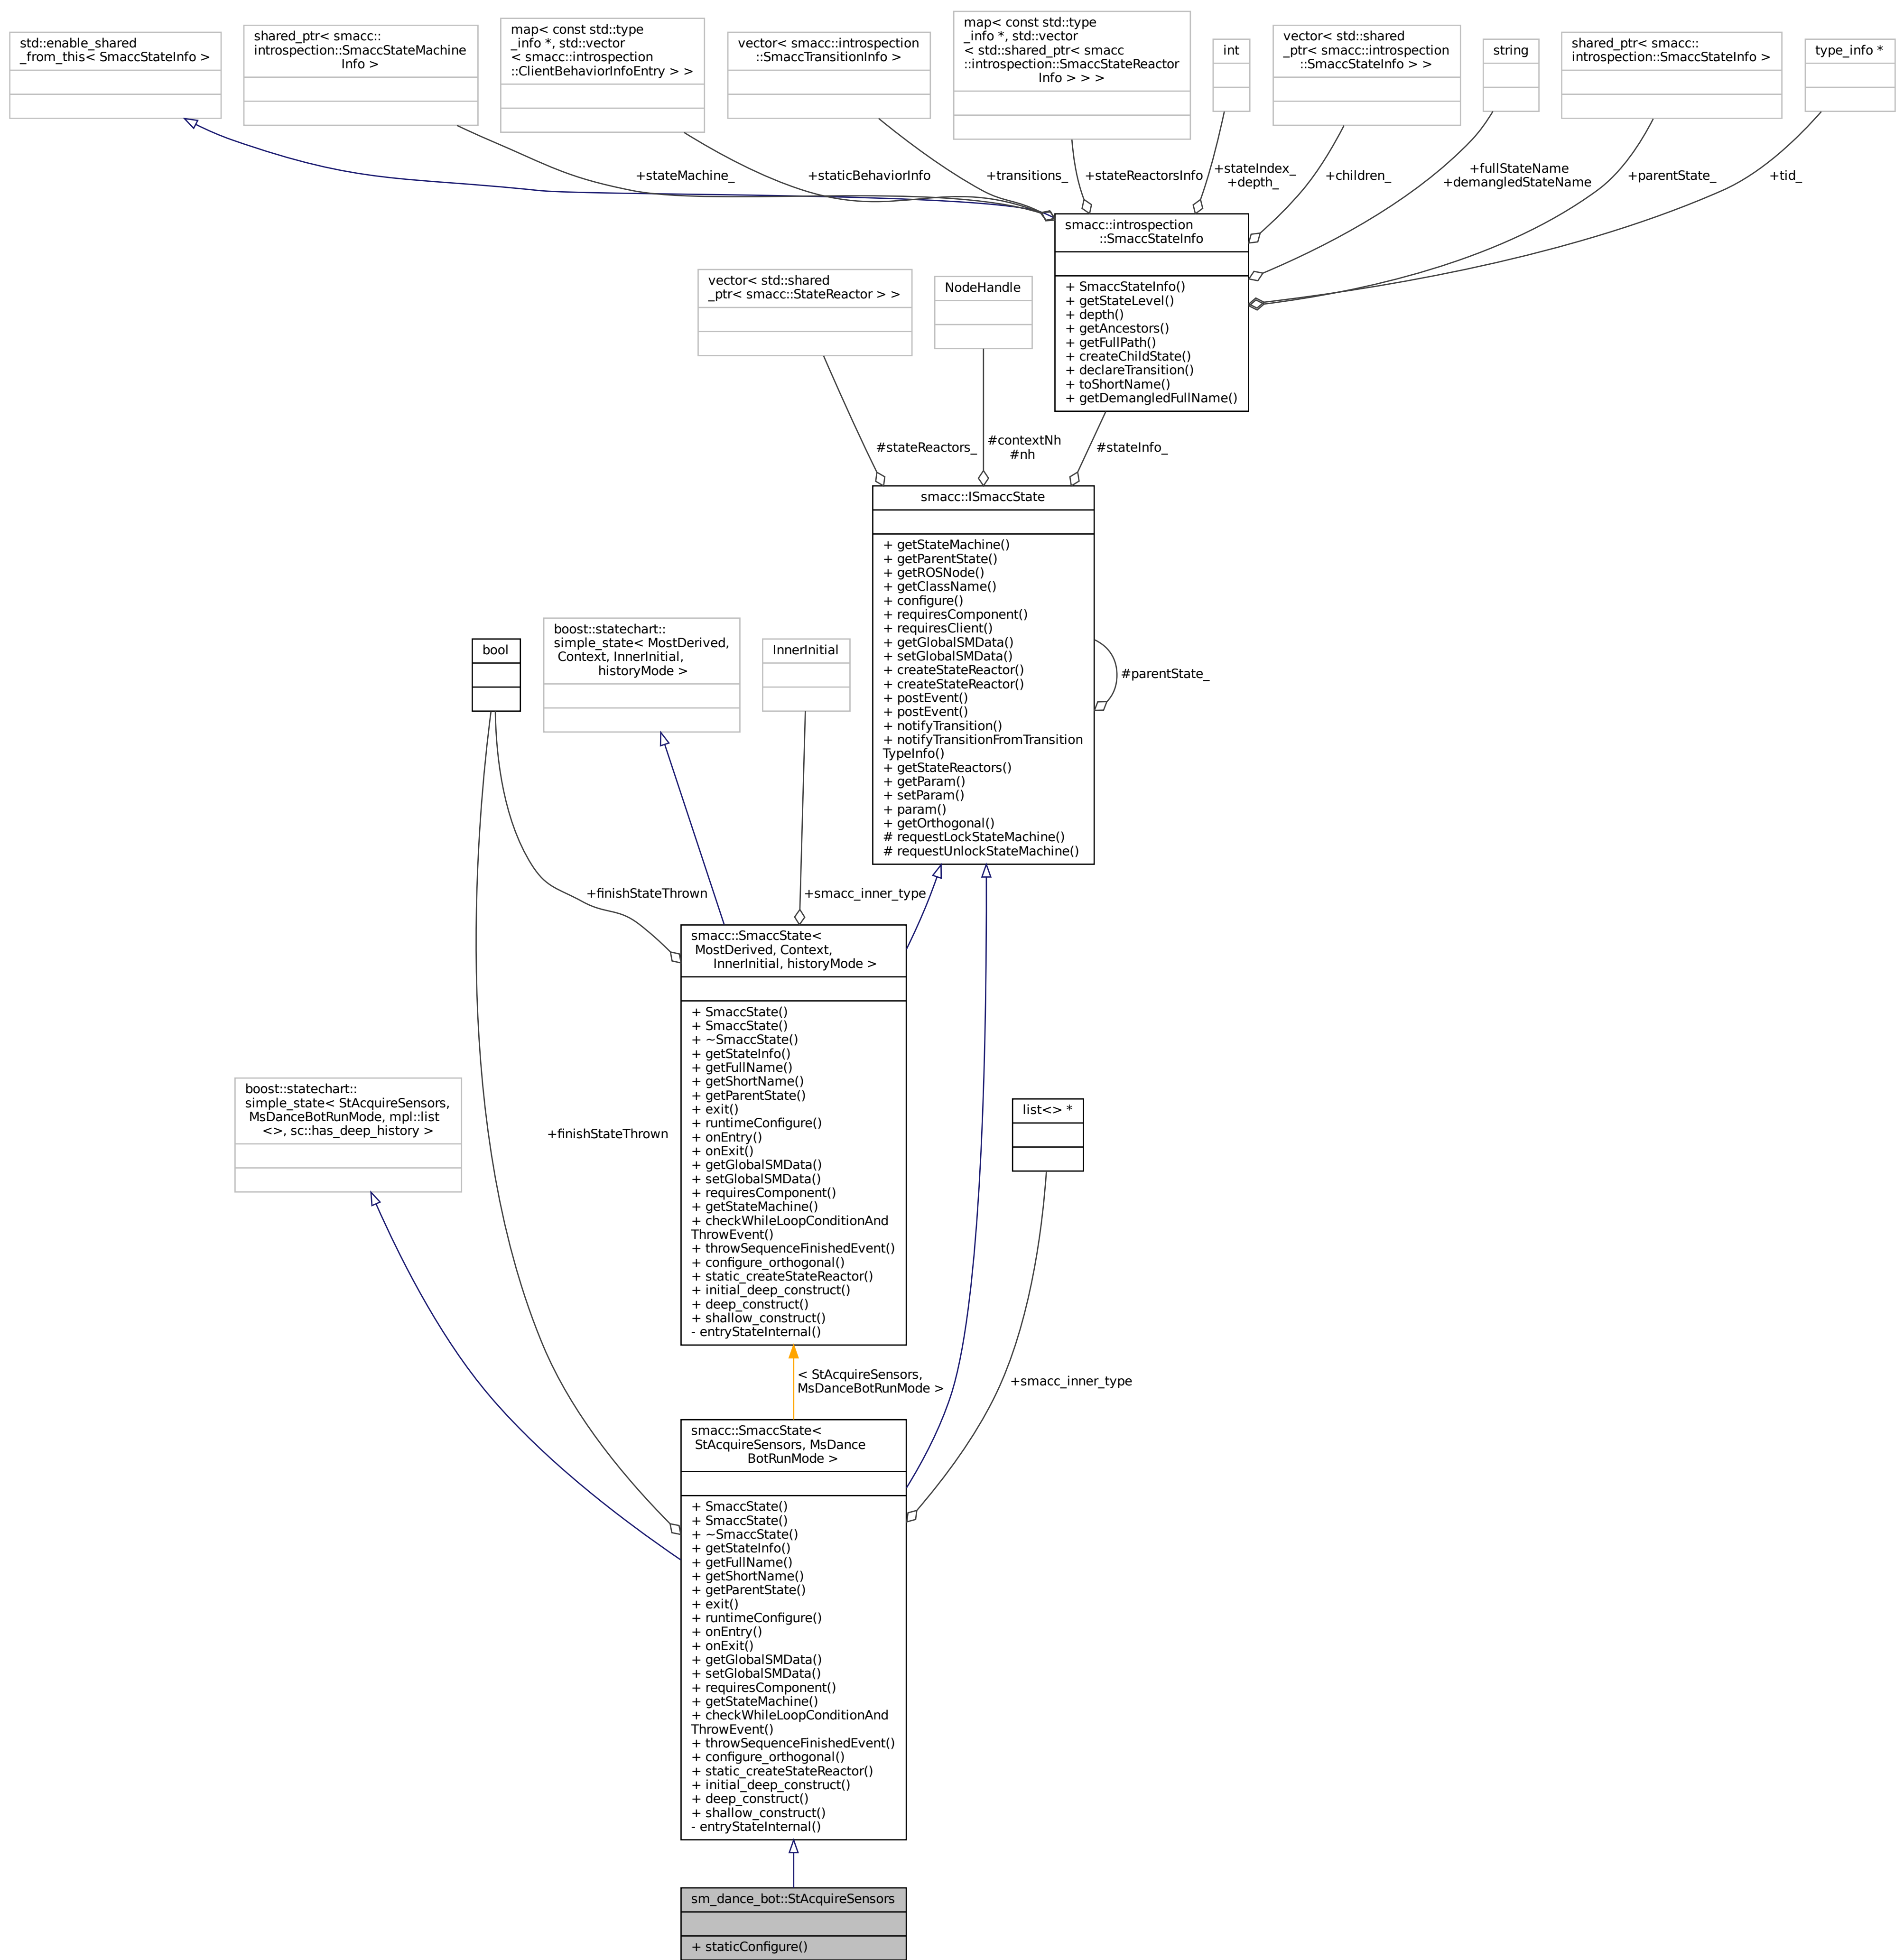 std::enable_shared
_from_this< SmaccStateInfo >
shared_ptr< smacc::
introspection::SmaccStateMachine
Info >
map< const std::type
_info *, std::vector
< smacc::introspection
::ClientBehaviorInfoEntry > >
vector< smacc::introspection
::SmaccTransitionInfo >
map< const std::type
_info *, std::vector
< std::shared_ptr< smacc
::introspection::SmaccStateReactor
Info > > >
int
vector< std::shared
_ptr< smacc::introspection
::SmaccStateInfo > >
string
shared_ptr< smacc::
introspection::SmaccStateInfo >
type_info *
+stateMachine_
+staticBehaviorInfo
+transitions_
+stateReactorsInfo
+stateIndex_
+depth_
+children_
+fullStateName
+demangledStateName
+parentState_
+tid_
smacc::introspection
::SmaccStateInfo
+ SmaccStateInfo()
+ getStateLevel()
+ depth()
+ getAncestors()
+ getFullPath()
+ createChildState()
+ declareTransition()
+ toShortName()
+ getDemangledFullName()
vector< std::shared
_ptr< smacc::StateReactor > >
NodeHandle
#stateReactors_
#contextNh
#nh
#stateInfo_
smacc::ISmaccState
+ getStateMachine()
+ getParentState()
+ getROSNode()
+ getClassName()
+ configure()
+ requiresComponent()
+ requiresClient()
+ getGlobalSMData()
+ setGlobalSMData()
+ createStateReactor()
+ createStateReactor()
+ postEvent()
+ postEvent()
+ notifyTransition()
+ notifyTransitionFromTransition
TypeInfo()
+ getStateReactors()
+ getParam()
+ setParam()
+ param()
+ getOrthogonal()
# requestLockStateMachine()
# requestUnlockStateMachine()
#parentState_
bool
boost::statechart::
simple_state< MostDerived,
Context, InnerInitial,
historyMode >
InnerInitial
+finishStateThrown
+smacc_inner_type
smacc::SmaccState<
MostDerived, Context,
InnerInitial, historyMode >
+ SmaccState()
+ SmaccState()
+ ~SmaccState()
+ getStateInfo()
+ getFullName()
+ getShortName()
+ getParentState()
+ exit()
+ runtimeConfigure()
+ onEntry()
+ onExit()
+ getGlobalSMData()
+ setGlobalSMData()
+ requiresComponent()
+ getStateMachine()
+ checkWhileLoopConditionAnd
ThrowEvent()
+ throwSequenceFinishedEvent()
+ configure_orthogonal()
+ static_createStateReactor()
+ initial_deep_construct()
+ deep_construct()
+ shallow_construct()
- entryStateInternal()
boost::statechart::
simple_state< StAcquireSensors,
MsDanceBotRunMode, mpl::list
<>, sc::has_deep_history >
+finishStateThrown
list<> *
< StAcquireSensors,
MsDanceBotRunMode >
+smacc_inner_type
smacc::SmaccState<
StAcquireSensors, MsDance
BotRunMode >
+ SmaccState()
+ SmaccState()
+ ~SmaccState()
+ getStateInfo()
+ getFullName()
+ getShortName()
+ getParentState()
+ exit()
+ runtimeConfigure()
+ onEntry()
+ onExit()
+ getGlobalSMData()
+ setGlobalSMData()
+ requiresComponent()
+ getStateMachine()
+ checkWhileLoopConditionAnd
ThrowEvent()
+ throwSequenceFinishedEvent()
+ configure_orthogonal()
+ static_createStateReactor()
+ initial_deep_construct()
+ deep_construct()
+ shallow_construct()
- entryStateInternal()
sm_dance_bot::StAcquireSensors
+ staticConfigure()